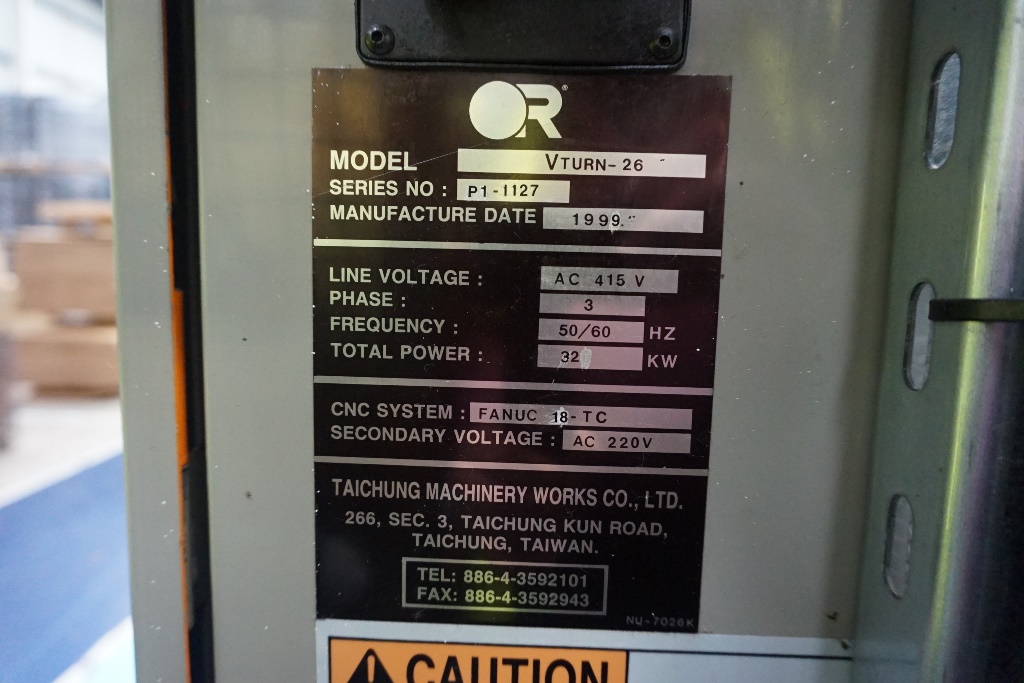 R®
MODEL VTURN-26
SERIES NO : P1-1127
MANUFACTURE DATE 1999.
LINE VOLTAGE : AC 415 V
PHASE : 3
FREQUENCY : 50/60 HZ
TOTAL POWER : 32 KW
CNC SYSTEM : FANUC 18-TC
SECONDARY VOLTAGE : AC 220V
TAICHUNG MACHINERY WORKS CO., LTD.
266, SEC. 3, TAICHUNG KUN ROAD,
TAICHUNG, TAIWAN.
TEL: 886-4-3592101
FAX: 886-4-3592943
NU-7026K
CAUTION